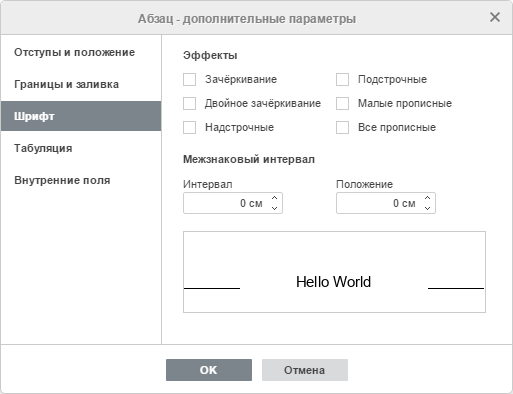 Абзац - дополнительные параметры
Отступы и положение
Границы и заливка
Шрифт
Табуляция
Внутренние поля
Эффекты
Зачёркивание
Подстрочные
Двойное зачёркивание
Малые прописные
Надстрочные
Все прописные
Межзнаковый интервал
Интервал
Положение
0 см
0 см
Hello World
OK
Отмена